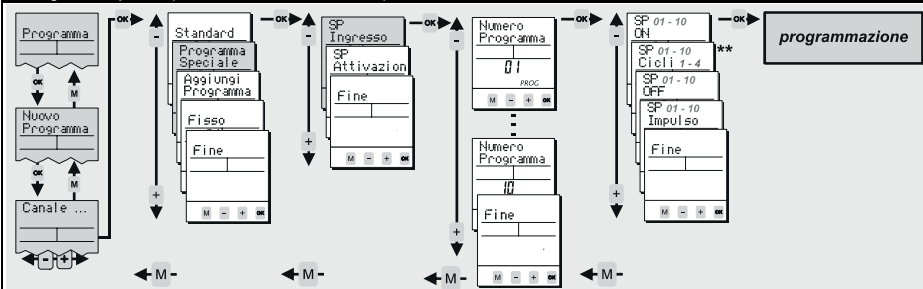 Programma
OK
M
Nuovo
Programma
OK
M
Canale ...
- +
OK
-
+
Standard
Programma
Speciale
Aggiungi
Programma
Fisso
Fine
M - + OK
M
OK
-
+
SP
Ingresso
SP
Attivazion
Fine
M - + OK
M
OK
-
+
Numero
Programma
01
PROG
M - + OK
Numero
Programma
10
Fine
M - + OK
M
OK
-
+
SP 01 - 10
ON
SP 01 - 10
Cicli 1 - 4
**
SP 01 - 10
OFF
SP 01 - 10
Impulso
Fine
M - + OK
M
OK
programmazione